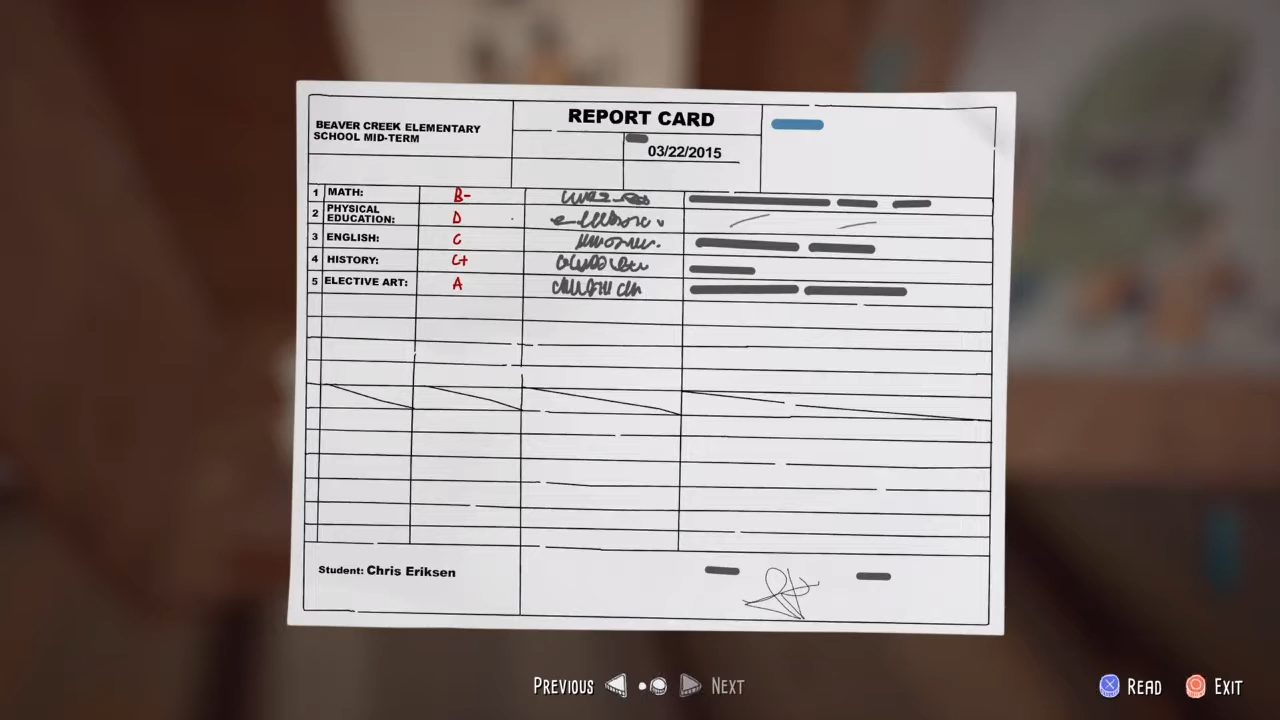 BEAVER CREEK ELEMENTARY
SCHOOL MID-TERM
REPORT CARD
03/22/2015
1 MATH: B-
2 PHYSICAL
EDUCATION: D
3 ENGLISH: C
4 HISTORY: C+
5 ELECTIVE ART: A
Student: Chris Eriksen
PREVIOUS NEXT
READ EXIT